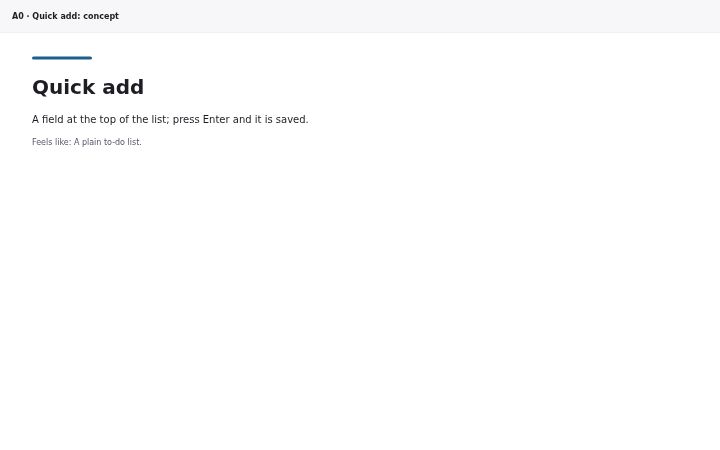 A0 · Quick add: concept
Quick add
A field at the top of the list; press Enter and it is saved.
Feels like: A plain to-do list.